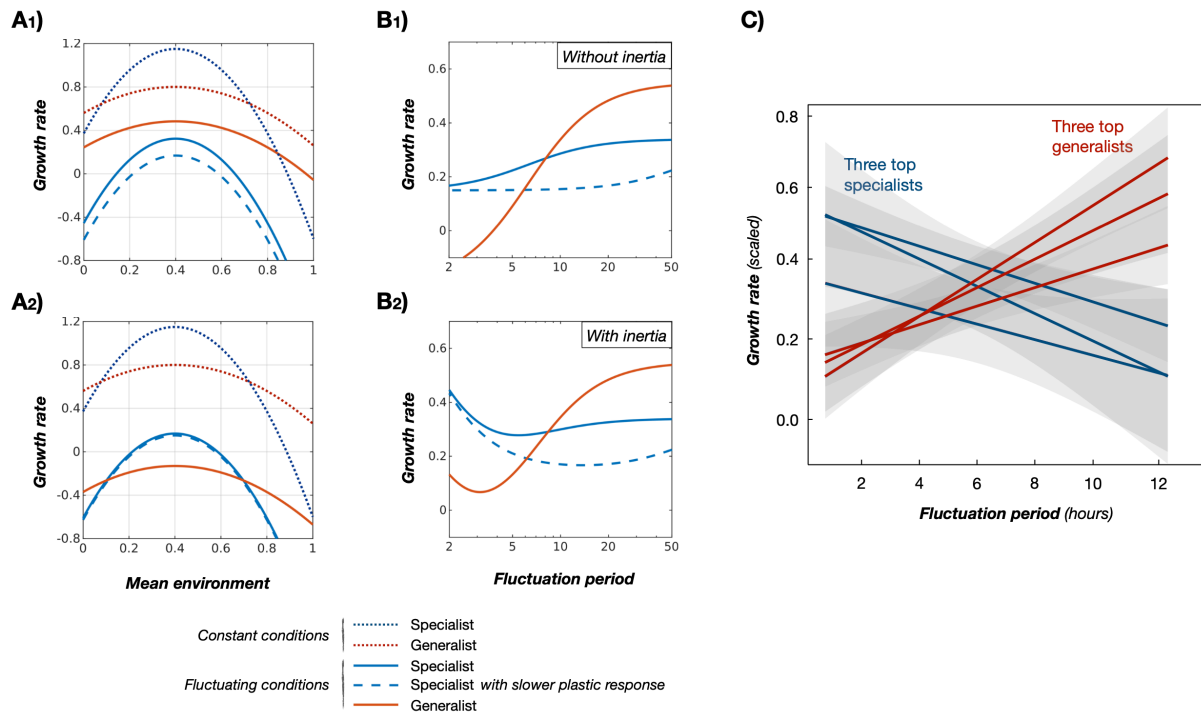 A1)
B1)
C)
1.2
0.8
0.4
0
-0.4
-0.8
0
0.2
0.4
0.6
0.8
1
Growth rate
Without inertia
0.6
0.4
0.2
0
2
5
10
20
50
Growth rate
A2)
B2)
1.2
0.8
0.4
0
-0.4
-0.8
0
0.2
0.4
0.6
0.8
1
Growth rate
Mean environment
With inertia
0.6
0.4
0.2
0
2
5
10
20
50
Growth rate
Fluctuation period
Three top
specialists
Three top
generalists
0.8
0.6
0.4
0.2
0.0
2
4
6
8
10
12
Growth rate (scaled)
Fluctuation period (hours)
Constant conditions
Specialist
Generalist
Fluctuating conditions
Specialist
Specialist with slower plastic response
Generalist